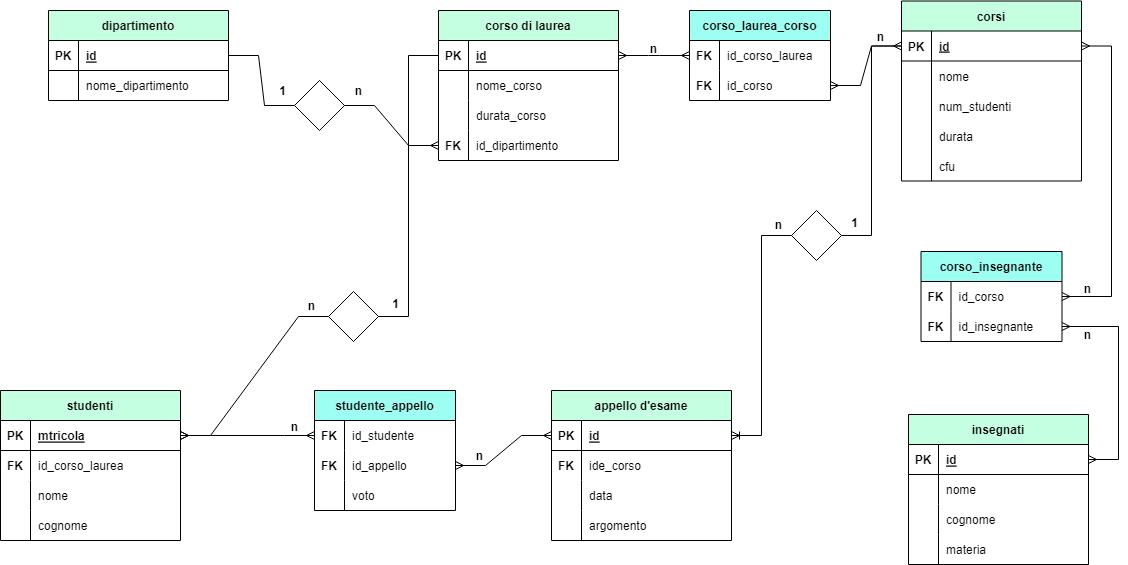 dipartimento
PK id
nome_dipartimento
1
n
corso di laurea
PK id
nome_corso
durata_corso
FK id_dipartimento
n
corso_laurea_corso
FK id_corso_laurea
FK id_corso
n
corsi
PK id
nome
num_studenti
durata
cfu
n
1
n
1
corso_insegnante
FK id_corso
FK id_insegnante
n
n
studenti
PK mtricola
FK id_corso_laurea
nome
cognome
n
studente_appello
FK id_studente
FK id_appello
voto
n
appello d'esame
PK id
FK ide_corso
data
argomento
insegnati
PK id
nome
cognome
materia